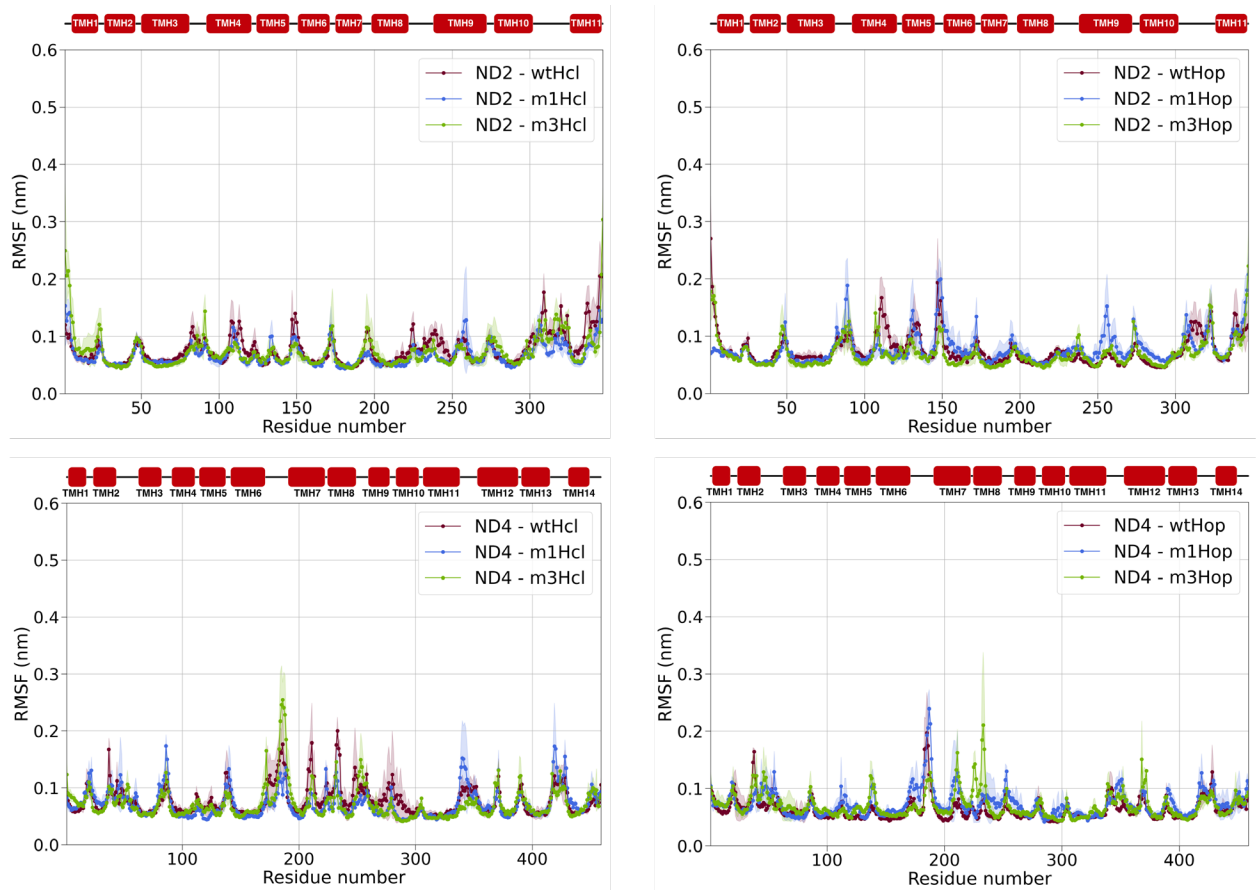 TMH1 TMH2 TMH3 TMH4 TMH5 TMH6 TMH7 TMH8 TMH9 TMH10 TMH11
0.6
0.5
0.4
0.3
0.2
0.1
0.0
RMSF (nm)
ND2 - wtHcl
ND2 - m1Hcl
ND2 - m3Hcl
50 100 150 200 250 300
Residue number
TMH1 TMH2 TMH3 TMH4 TMH5 TMH6 TMH7 TMH8 TMH9 TMH10 TMH11
0.6
0.5
0.4
0.3
0.2
0.1
0.0
RMSF (nm)
ND2 - wtHop
ND2 - m1Hop
ND2 - m3Hop
50 100 150 200 250 300
Residue number
TMH1 TMH2 TMH3 TMH4 TMH5 TMH6 TMH7 TMH8 TMH9 TMH10 TMH11 TMH12 TMH13 TMH14
0.6
0.5
0.4
0.3
0.2
0.1
0.0
RMSF (nm)
ND4 - wtHcl
ND4 - m1Hcl
ND4 - m3Hcl
100 200 300 400
Residue number
TMH1 TMH2 TMH3 TMH4 TMH5 TMH6 TMH7 TMH8 TMH9 TMH10 TMH11 TMH12 TMH13 TMH14
0.6
0.5
0.4
0.3
0.2
0.1
0.0
RMSF (nm)
ND4 - wtHop
ND4 - m1Hop
ND4 - m3Hop
100 200 300 400
Residue number